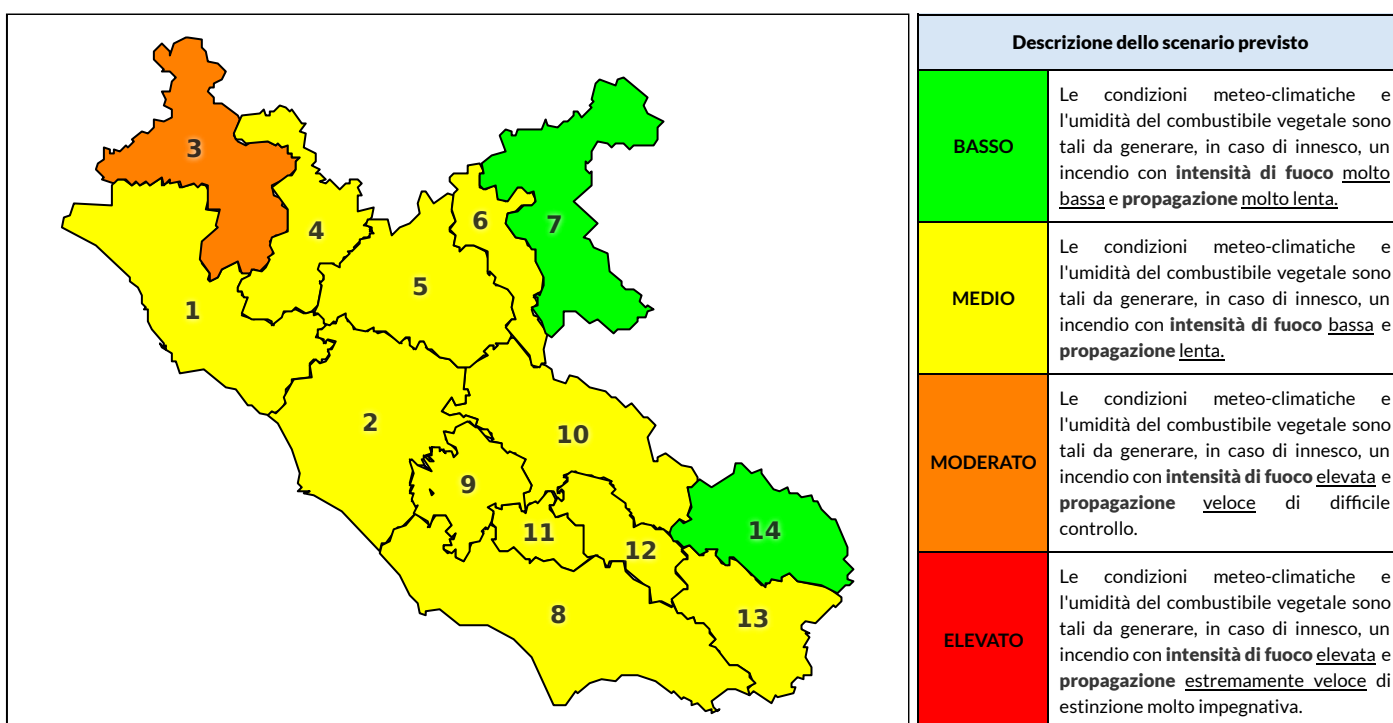 3
4
6
7
5
1
2
10
9
11
12
14
8
13
Descrizione dello scenario previsto
BASSO
Le condizioni meteo-climatiche e
l'umidità del combustibile vegetale sono
tali da generare, in caso di innesco, un
incendio con intensità di fuoco molto
bassa e propagazione molto lenta.
MEDIO
Le condizioni meteo-climatiche e
l'umidità del combustibile vegetale sono
tali da generare, in caso di innesco, un
incendio con intensità di fuoco bassa e
propagazione lenta.
MODERATO
Le condizioni meteo-climatiche e
l'umidità del combustibile vegetale sono
tali da generare, in caso di innesco, un
incendio con intensità di fuoco elevata e
propagazione veloce di difficile
controllo.
ELEVATO
Le condizioni meteo-climatiche e
l'umidità del combustibile vegetale sono
tali da generare, in caso di innesco, un
incendio con intensità di fuoco elevata e
propagazione estremamente veloce di
estinzione molto impegnativa.